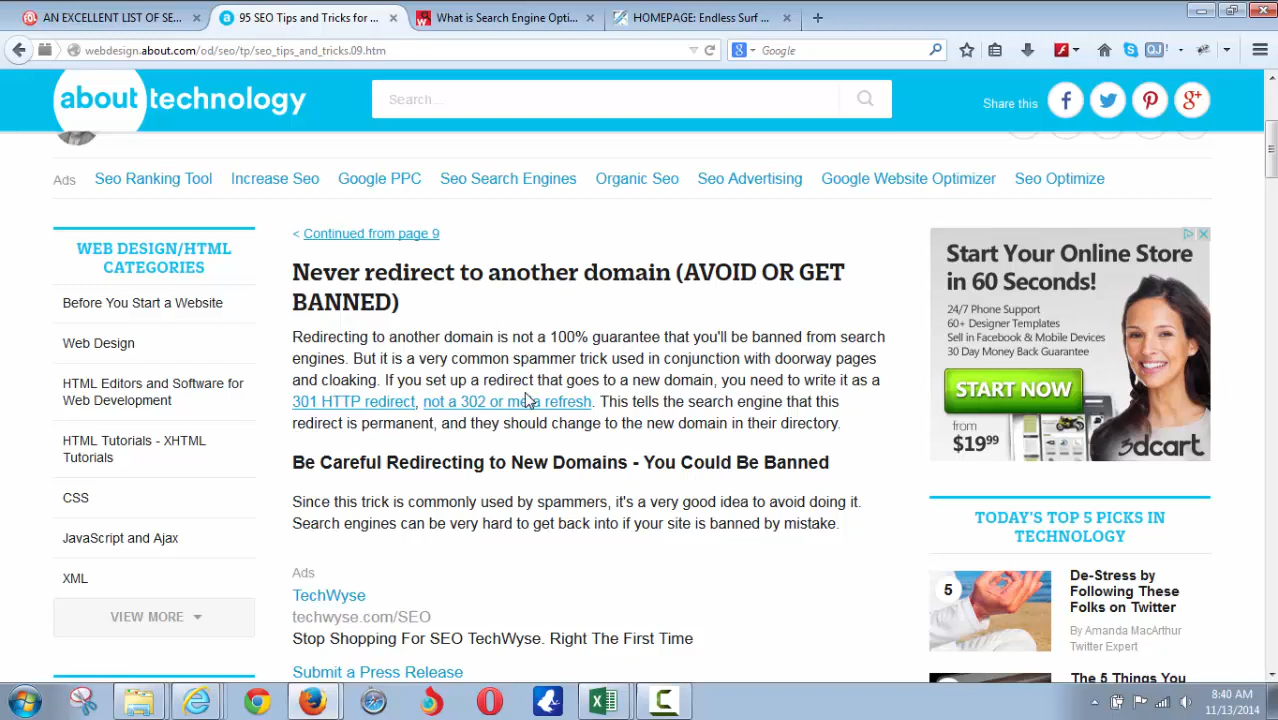 AN EXCELLENT LIST OF SE...
95 SEO Tips and Tricks for ...
What is Search Engine Opti...
HOMEPAGE: Endless Surf ...
webdesign.about.com/od/seo/tp/seo_tips_and_tricks.09.htm
Google
about technology
Search...
Share this
Ads
Seo Ranking Tool
Increase Seo
Google PPC
Seo Search Engines
Organic Seo
Seo Advertising
Google Website Optimizer
Seo Optimize
WEB DESIGN/HTML
CATEGORIES
Before You Start a Website
Web Design
HTML Editors and Software for
Web Development
HTML Tutorials - XHTML
Tutorials
CSS
JavaScript and Ajax
XML
VIEW MORE
< Continued from page 9
Never redirect to another domain (AVOID OR GET
BANNED)
Redirecting to another domain is not a 100% guarantee that you'll be banned from search
engines. But it is a very common spammer trick used in conjunction with doorway pages
and cloaking. If you set up a redirect that goes to a new domain, you need to write it as a
301 HTTP redirect, not a 302 or meta refresh. This tells the search engine that this
redirect is permanent, and they should change to the new domain in their directory.
Be Careful Redirecting to New Domains - You Could Be Banned
Since this trick is commonly used by spammers, it's a very good idea to avoid doing it.
Search engines can be very hard to get back into if your site is banned by mistake.
Ads
TechWyse
techwyse.com/SEO
Stop Shopping For SEO TechWyse. Right The First Time
Submit a Press Release
Start Your Online Store
in 60 Seconds!
24/7 Phone Support
60+ Designer Templates
Sell in Facebook & Mobile Devices
30 Day Money Back Guarantee
START NOW
from
$19.99
3dcart
TODAY'S TOP 5 PICKS IN
TECHNOLOGY
5
De-Stress by
Following These
Folks on Twitter
By Amanda MacArthur
Twitter Expert
The 5 Things You
8:40 AM
11/13/2014